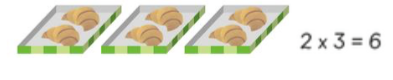 2 x 3 = 6